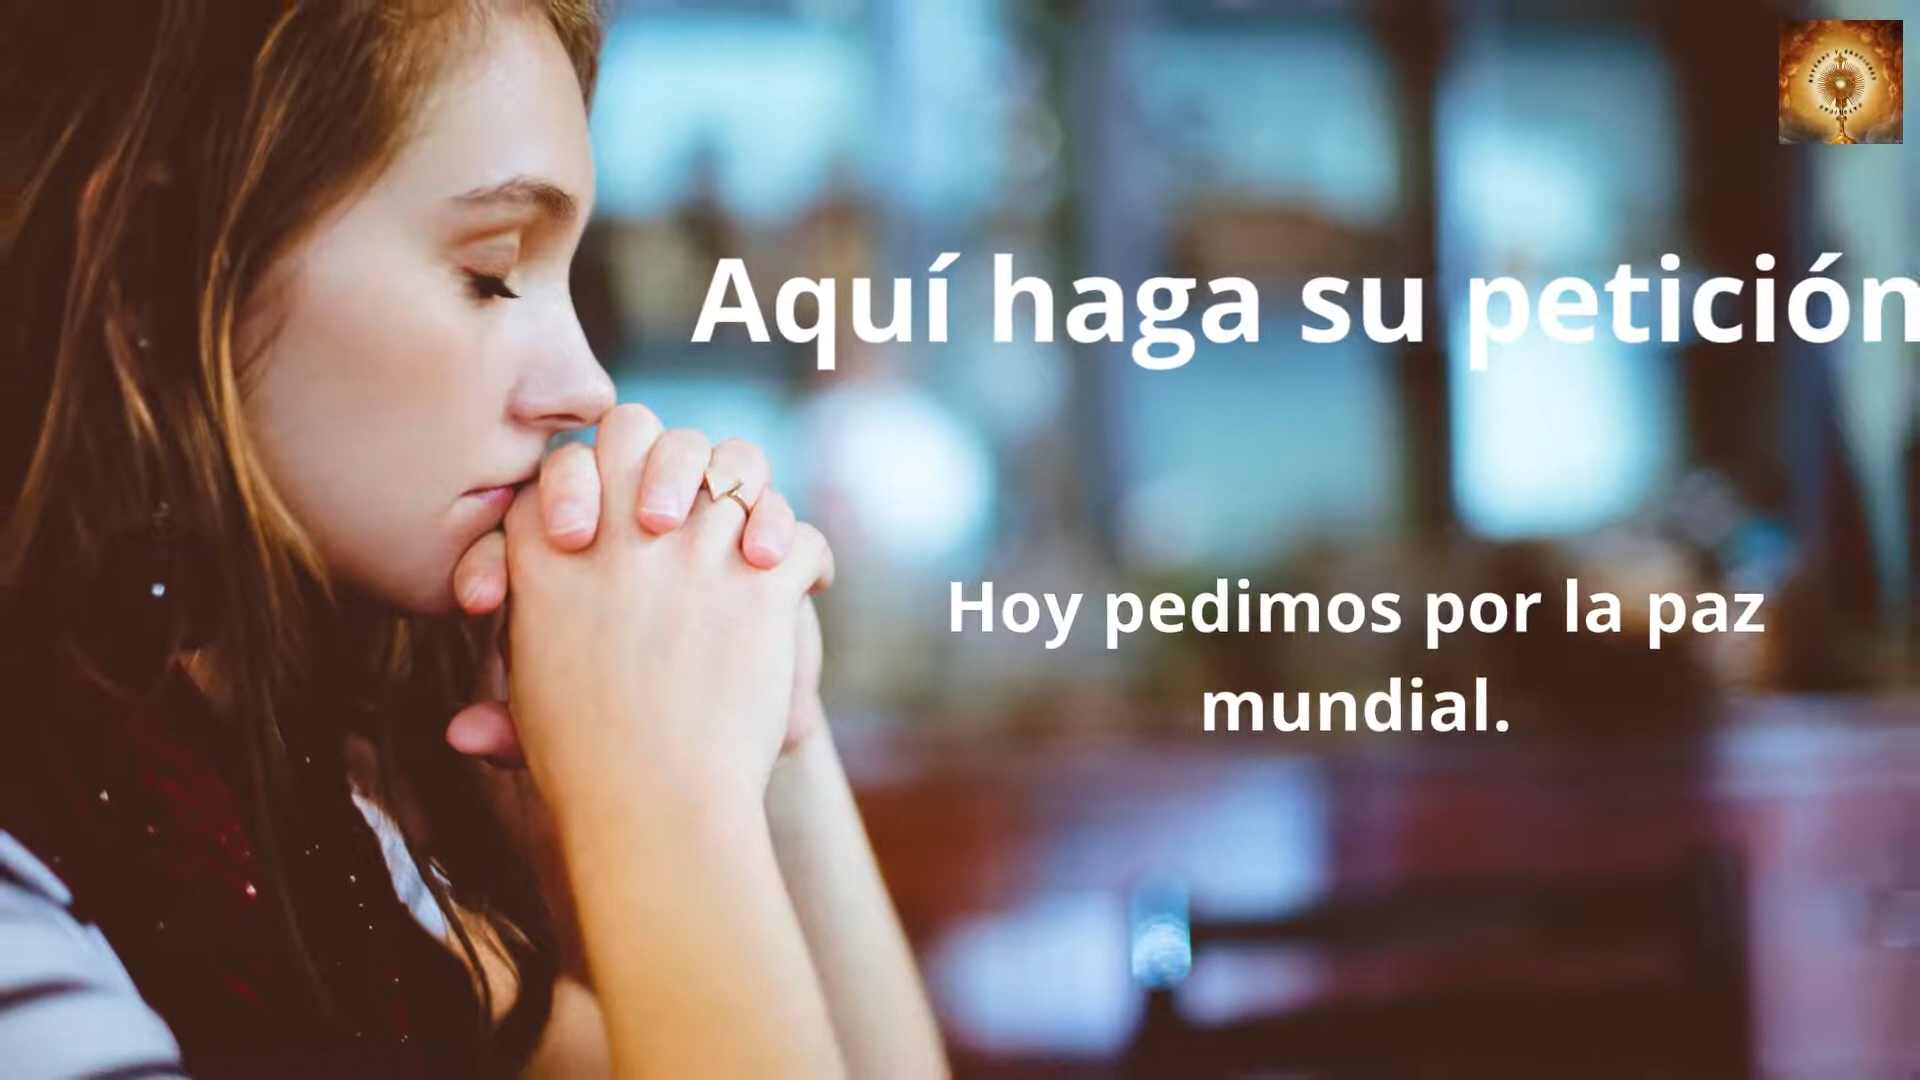 Aquí haga su petición
Hoy pedimos por la paz
mundial.